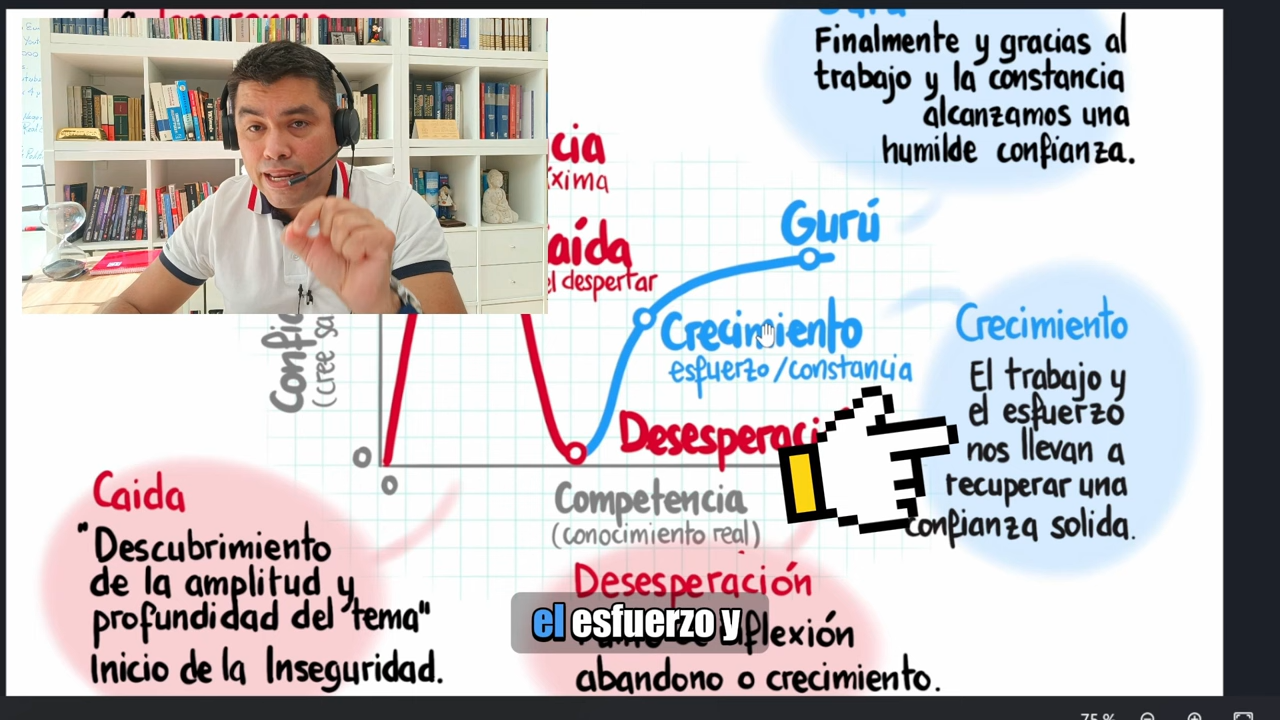 Finalmente y gracias al
trabajo y la constancia
alcanzamos una
humilde confianza.
Gurú
Crecimiento
esfuerzo/constancia
Crecimiento
El trabajo y
el esfuerzo
nos llevan a
recuperar una
confianza solida.
cia
xima
aída
el despertar
Desesperaci
0
0
Competencia
(conocimiento real)
Caida
"Descubrimiento
de la amplitud y
profundidad del tema"
Inicio de la Inseguridad.
Desesperación
flexión
abandono o crecimiento.
el esfuerzo y
75 %